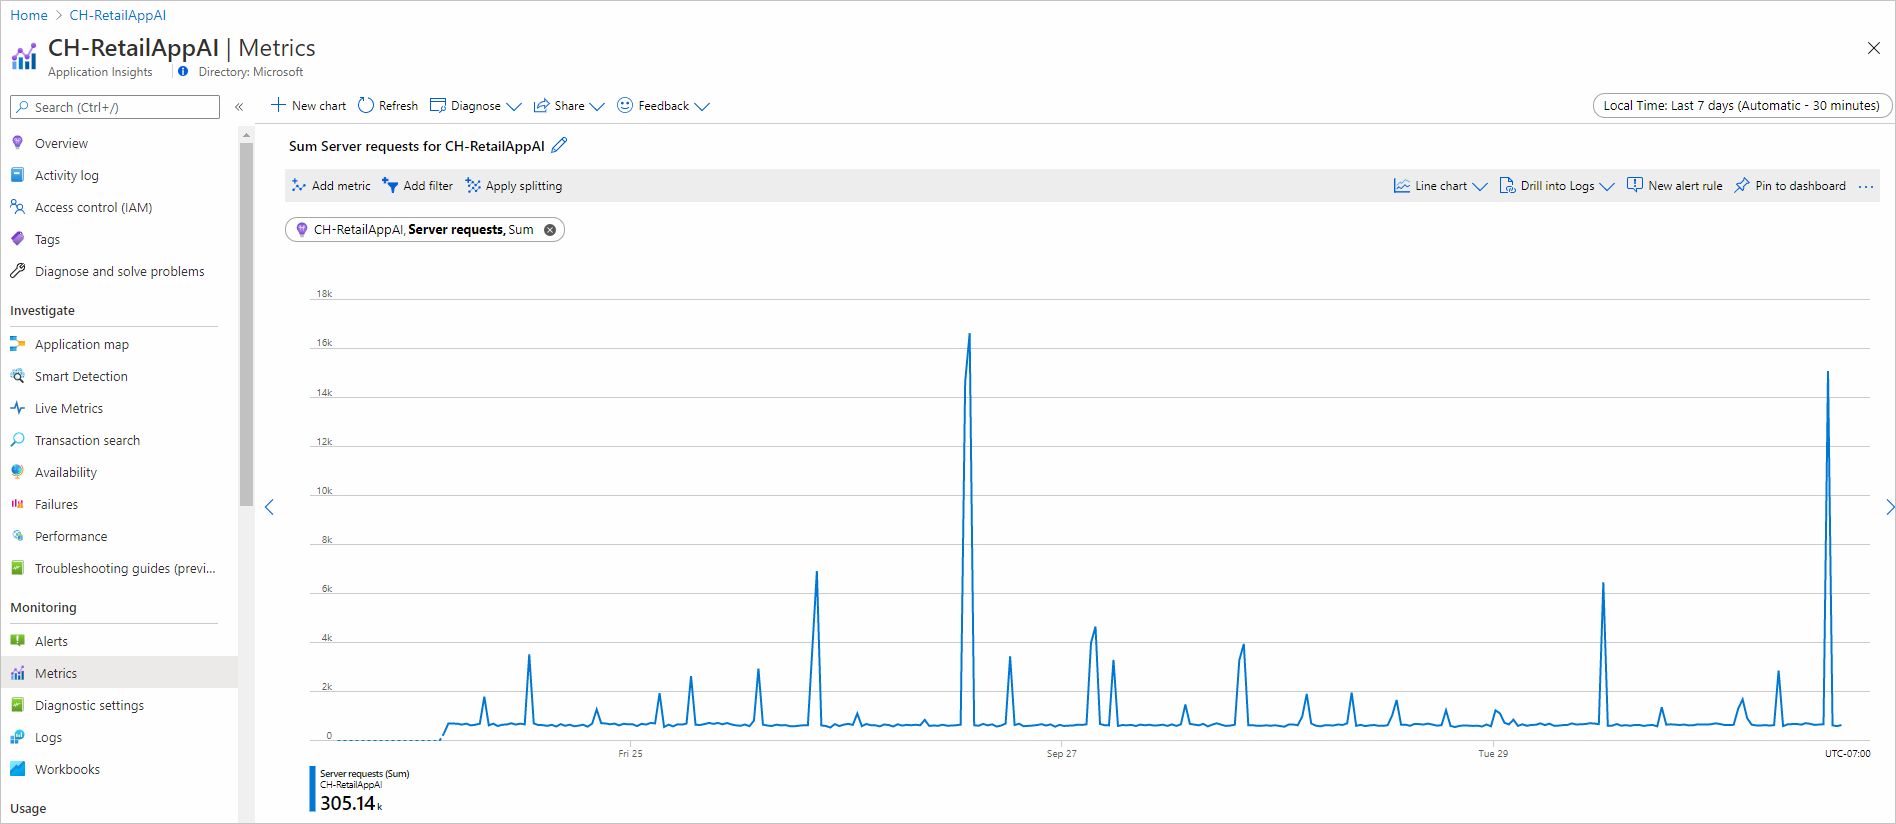 Home > CH-RetailAppAI
CH-RetailAppAI | Metrics
Application Insights
Directory: Microsoft
Search (Ctrl+/)
«
Overview
Activity log
Access control (IAM)
Tags
Diagnose and solve problems
Investigate
Application map
Smart Detection
Live Metrics
Transaction search
Availability
Failures
Performance
Troubleshooting guides (previ...
Monitoring
Alerts
Metrics
Diagnostic settings
Logs
Workbooks
Usage
New chart Refresh Diagnose Share Feedback
Local Time: Last 7 days (Automatic - 30 minutes)
Sum Server requests for CH-RetailAppAI
Add metric Add filter Apply splitting
Line chart Drill into Logs New alert rule Pin to dashboard ...
CH-RetailAppAI, Server requests, Sum
18k
16k
14k
12k
10k
8k
6k
4k
2k
0
Fri 25 Sep 27 Tue 29 UTC-07:00
Server requests (Sum)
CH-RetailAppAI
305.14 k